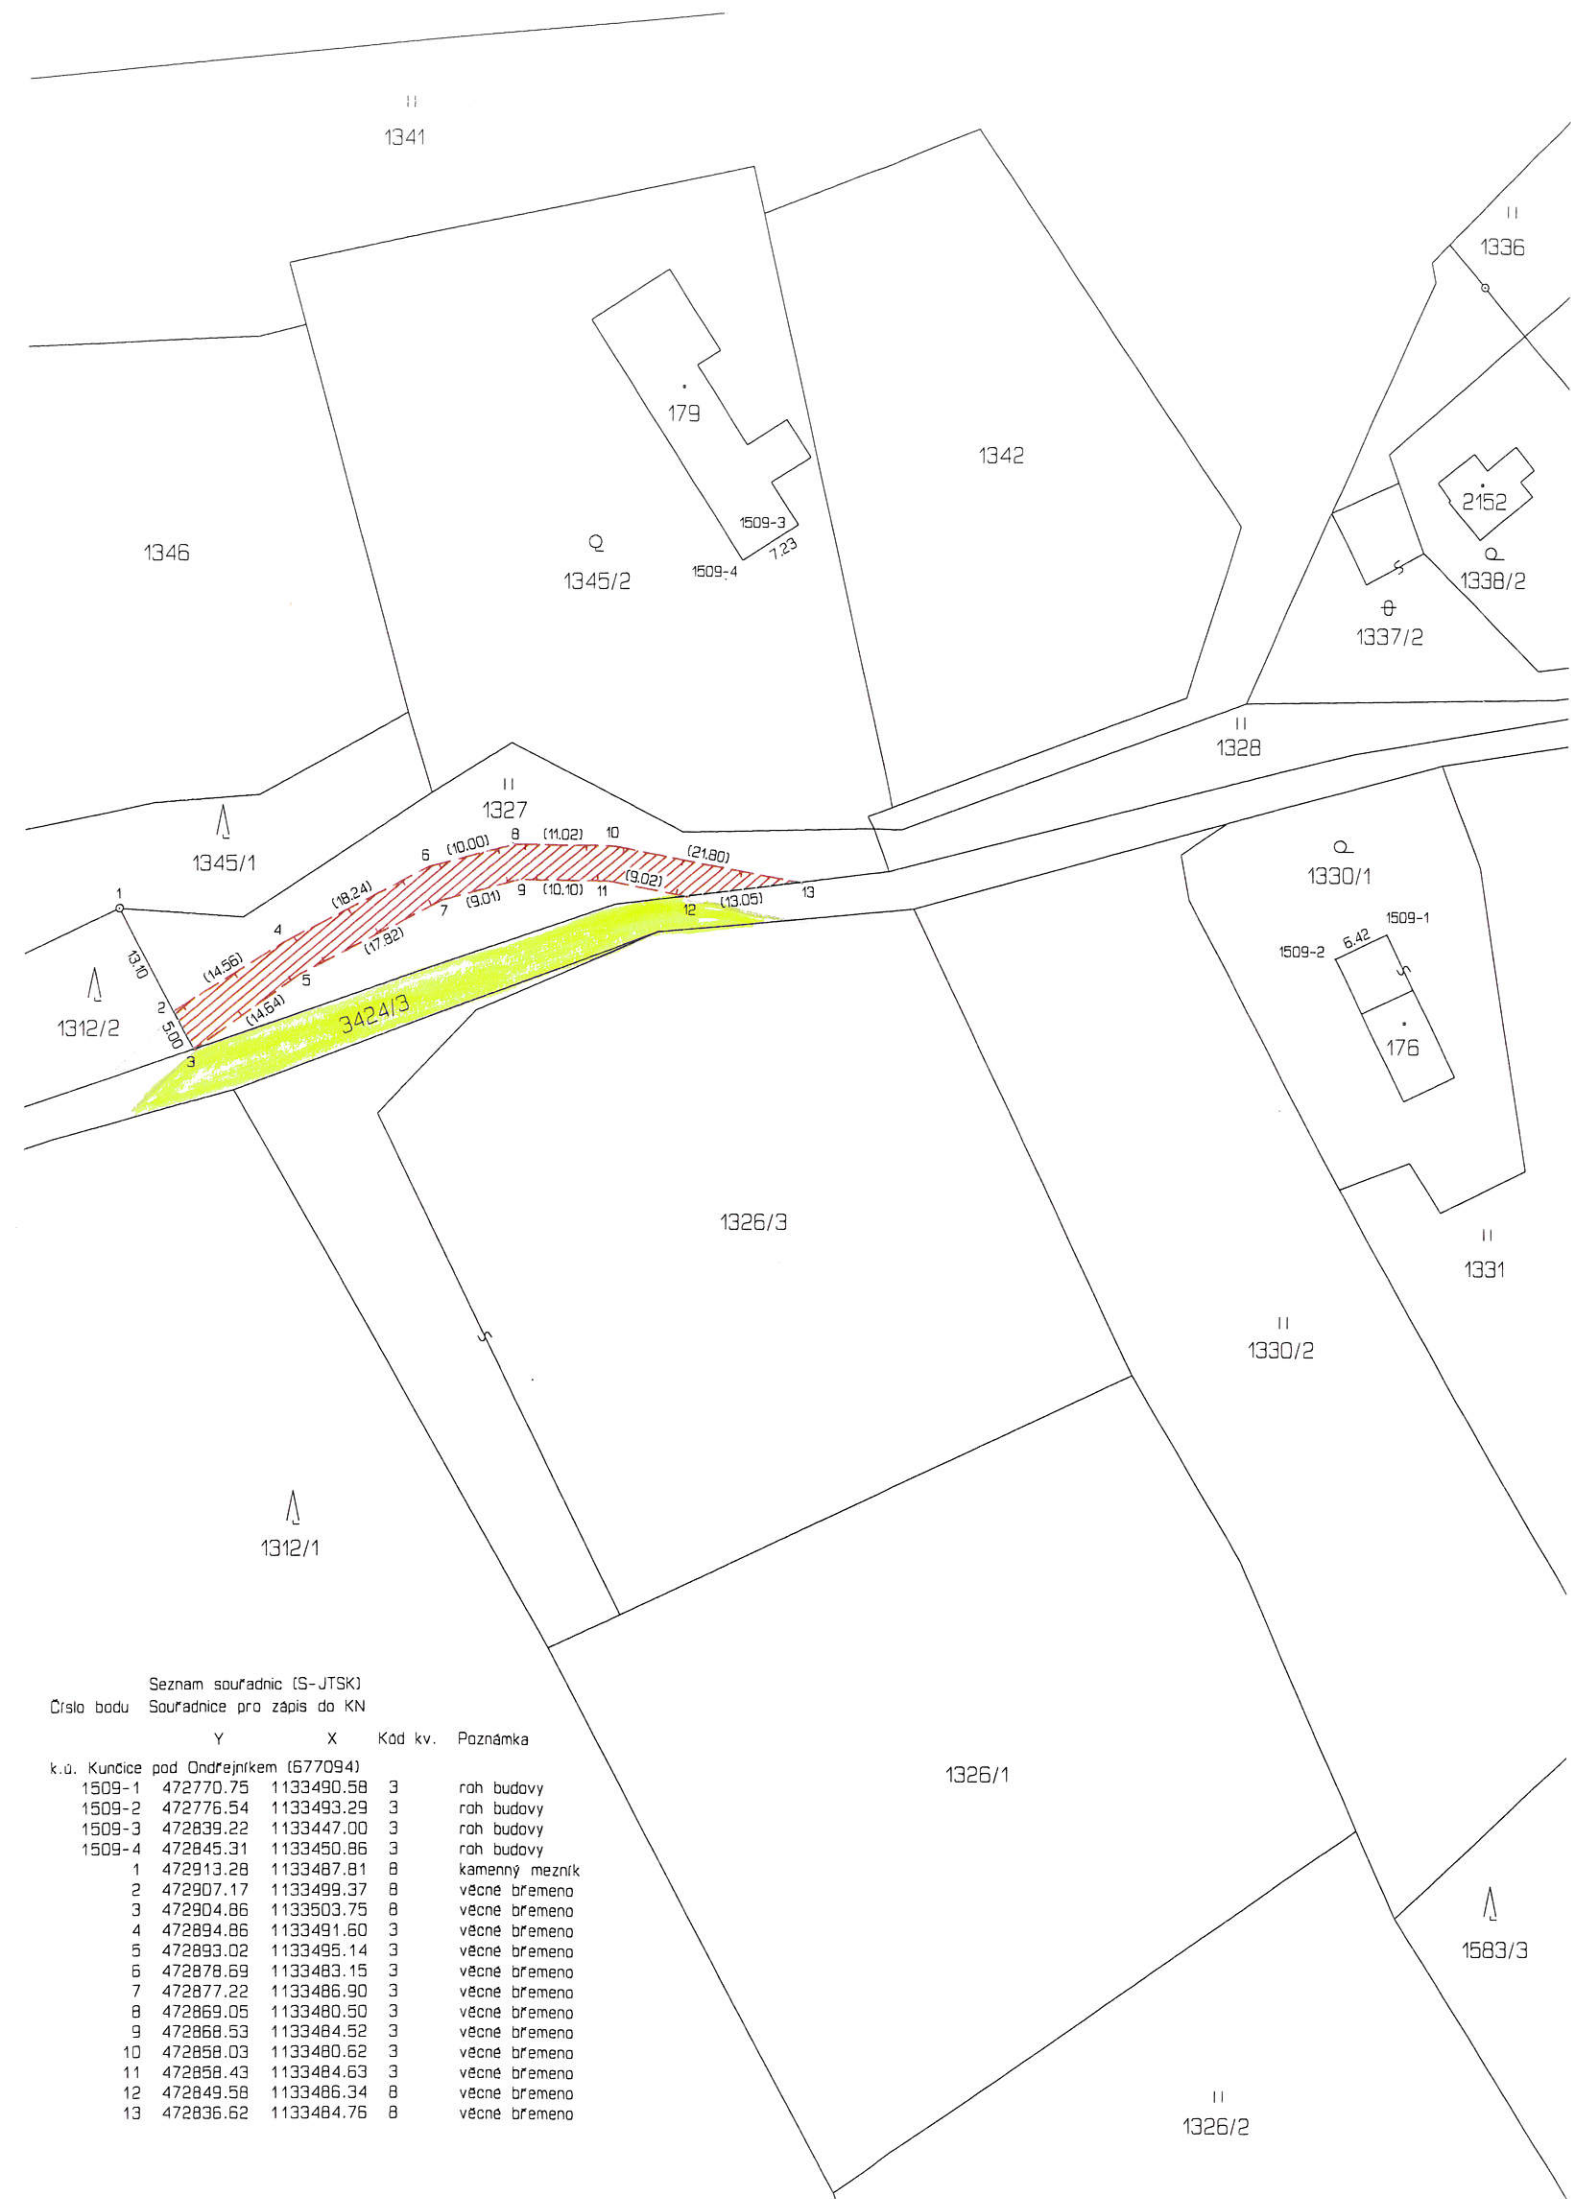 1341
1336
179
1342
2152
1346
1509-3
7.23
1345/2
1509-4
1338/2
1337/2
1328
1327
1345/1
8 (11.02) 10
6 (10.00)
(21.80)
1330/1
(18.24)
7 (9.01) 9 (10.10) 11 (9.02)
12 (13.05) 13
1
4
(17.82)
1509-1
6.42
1509-2
13.10
(14.56)
5
2
(14.64)
3424/3
1312/2
5.00
3
176
1326/3
1331
1330/2
1312/1
Seznam souřadnic (S-JTSK)
Číslo bodu Souřadnice pro zápis do KN
Y X Kód kv. Poznámka
k.ú. Kunčice pod Ondřejníkem (677094)
1509-1 472770.75 1133490.58 3 roh budovy
1509-2 472776.54 1133493.29 3 roh budovy
1509-3 472839.22 1133447.00 3 roh budovy
1509-4 472845.31 1133450.86 3 roh budovy
1 472913.28 1133487.81 8 kamenný mezník
2 472907.17 1133499.37 8 věcné břemeno
3 472904.86 1133503.75 8 věcné břemeno
4 472894.86 1133491.60 3 věcné břemeno
5 472893.02 1133495.14 3 věcné břemeno
6 472878.69 1133483.15 3 věcné břemeno
7 472877.22 1133486.90 3 věcné břemeno
8 472869.05 1133480.50 3 věcné břemeno
9 472868.53 1133484.52 3 věcné břemeno
10 472858.03 1133480.62 3 věcné břemeno
11 472858.43 1133484.63 3 věcné břemeno
12 472849.58 1133486.34 8 věcné břemeno
13 472836.62 1133484.76 8 věcné břemeno
1326/1
1583/3
1326/2